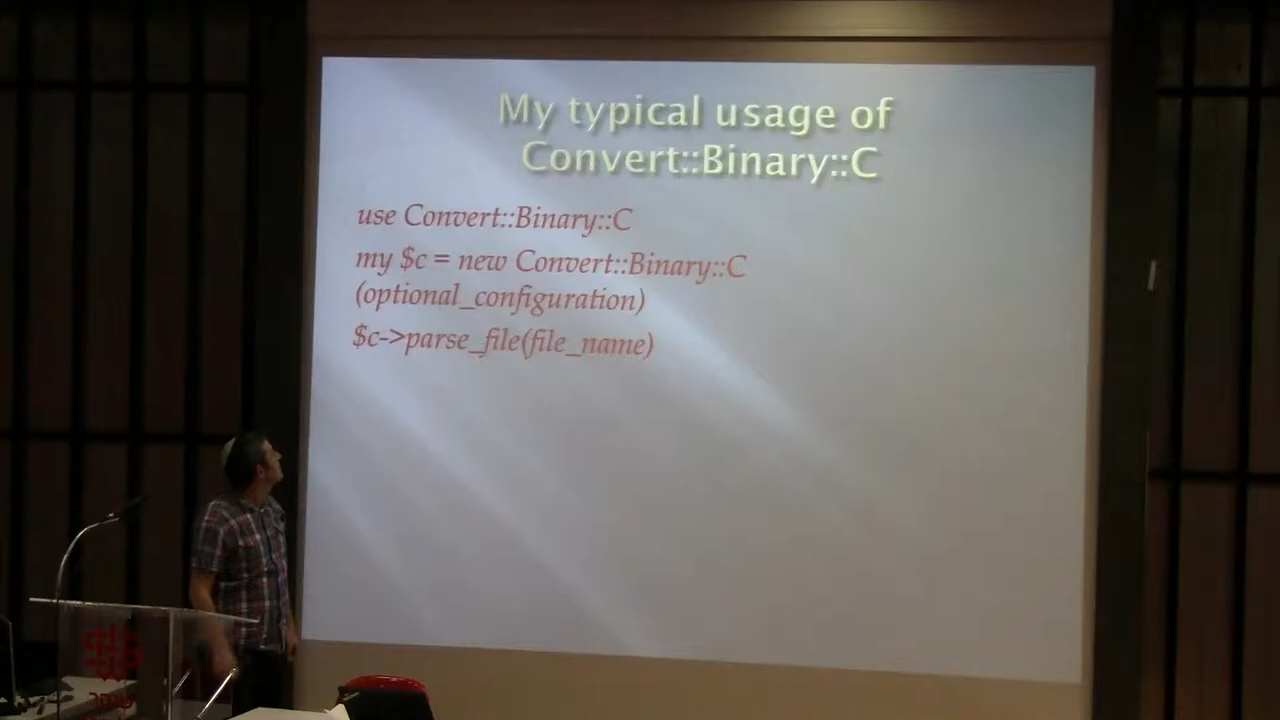 My typical usage of
Convert::Binary::C
use Convert::Binary::C
my $c = new Convert::Binary::C
(optional_configuration)
$c->parse_file(file_name)